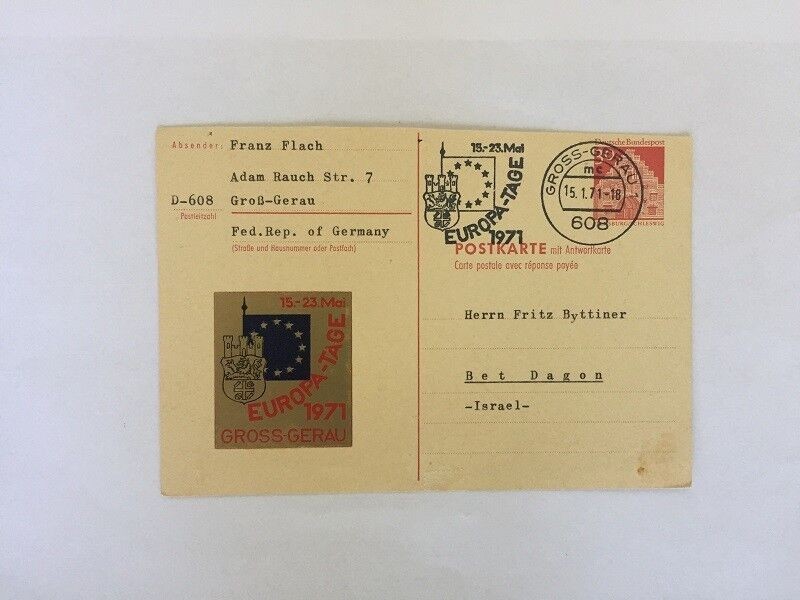 Absender: Franz Flach
Adam Rauch Str. 7
D-608 Groß-Gerau
Postleitzahl
Fed.Rep. of Germany
(Straße und Hausnummer oder Postfach)
15.-23.Mai
EUROPA-TAGE
1971
GROSS-GERAU
15.-23.Mai
EUROPA-TAGE
1971
Deutsche Bundespost
GROSS-GERAU 1
mc
15.1.71-18
608
POSTKARTE mit Antwortkarte
Carte postale avec réponse payée
Herrn Fritz Byttiner
Bet Dagon
-Israel-